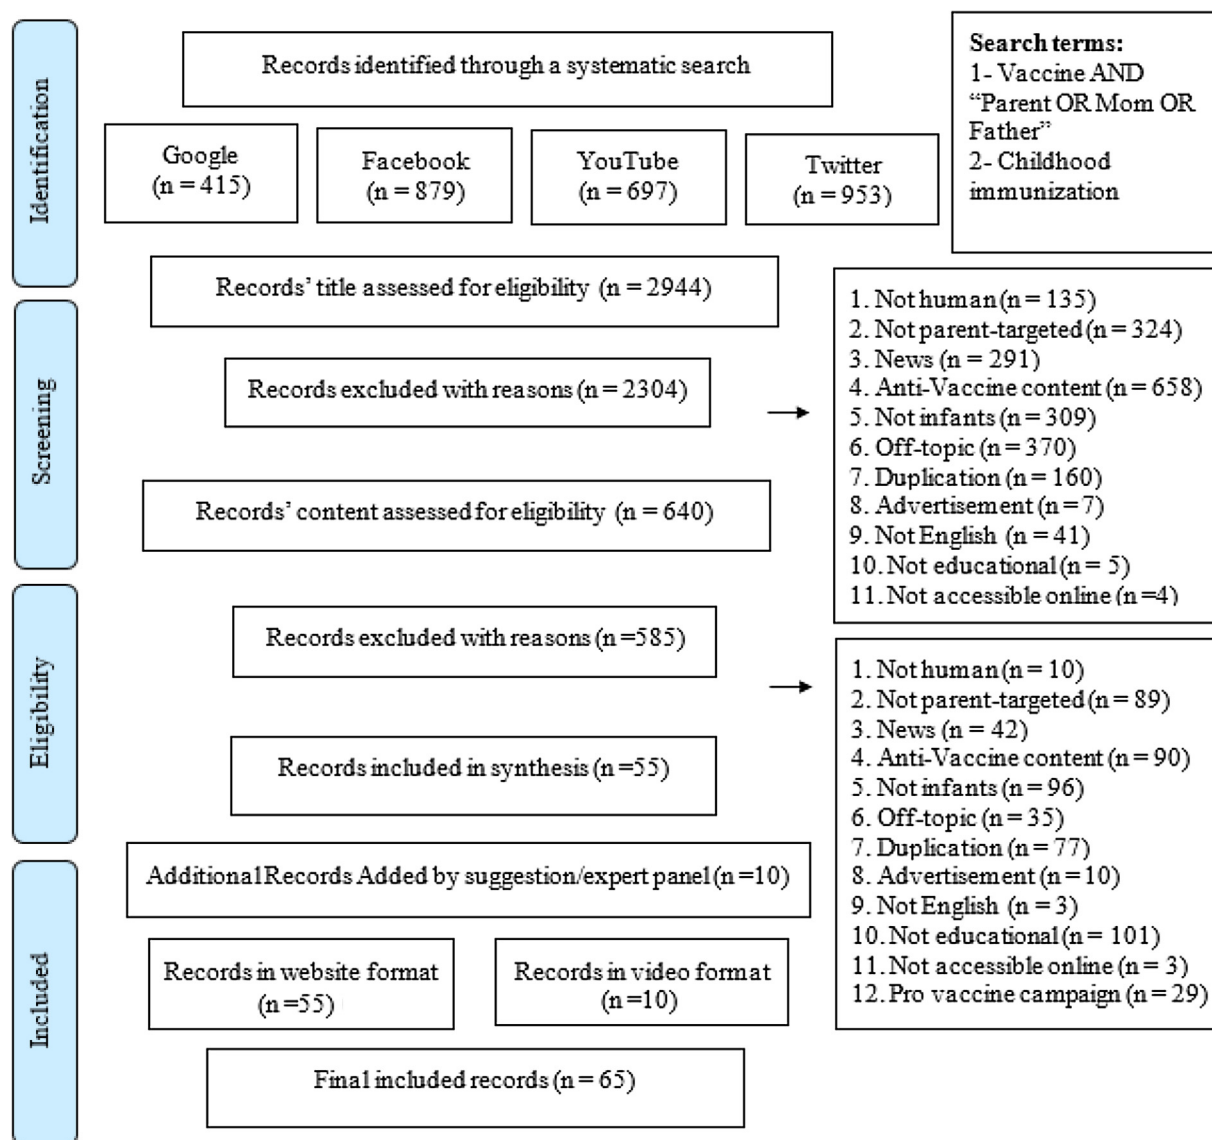 Identification
Records identified through a systematic search
Google
(n = 415)
Facebook
(n = 879)
YouTube
(n = 697)
Twitter
(n = 953)
Search terms:
1- Vaccine AND
“Parent OR Mom OR
Father”
2- Childhood
immunization
Records’ title assessed for eligibility (n = 2944)
Screening
Records excluded with reasons (n = 2304)
1. Not human (n = 135)
2. Not parent-targeted (n = 324)
3. News (n = 291)
4. Anti-Vaccine content (n = 658)
5. Not infants (n = 309)
6. Off-topic (n = 370)
7. Duplication (n = 160)
8. Advertisement (n = 7)
9. Not English (n = 41)
10. Not educational (n = 5)
11. Not accessible online (n =4)
Records’ content assessed for eligibility (n = 640)
Eligibility
Records excluded with reasons (n =585)
1. Not human (n = 10)
2. Not parent-targeted (n = 89)
3. News (n = 42)
4. Anti-Vaccine content (n = 90)
5. Not infants (n = 96)
6. Off-topic (n = 35)
7. Duplication (n = 77)
8. Advertisement (n = 10)
9. Not English (n = 3)
10. Not educational (n = 101)
11. Not accessible online (n = 3)
12. Pro vaccine campaign (n = 29)
Records included in synthesis (n =55)
Included
Additional Records Added by suggestion/expert panel (n =10)
Records in website format
(n =55)
Records in video format
(n =10)
Final included records (n = 65)